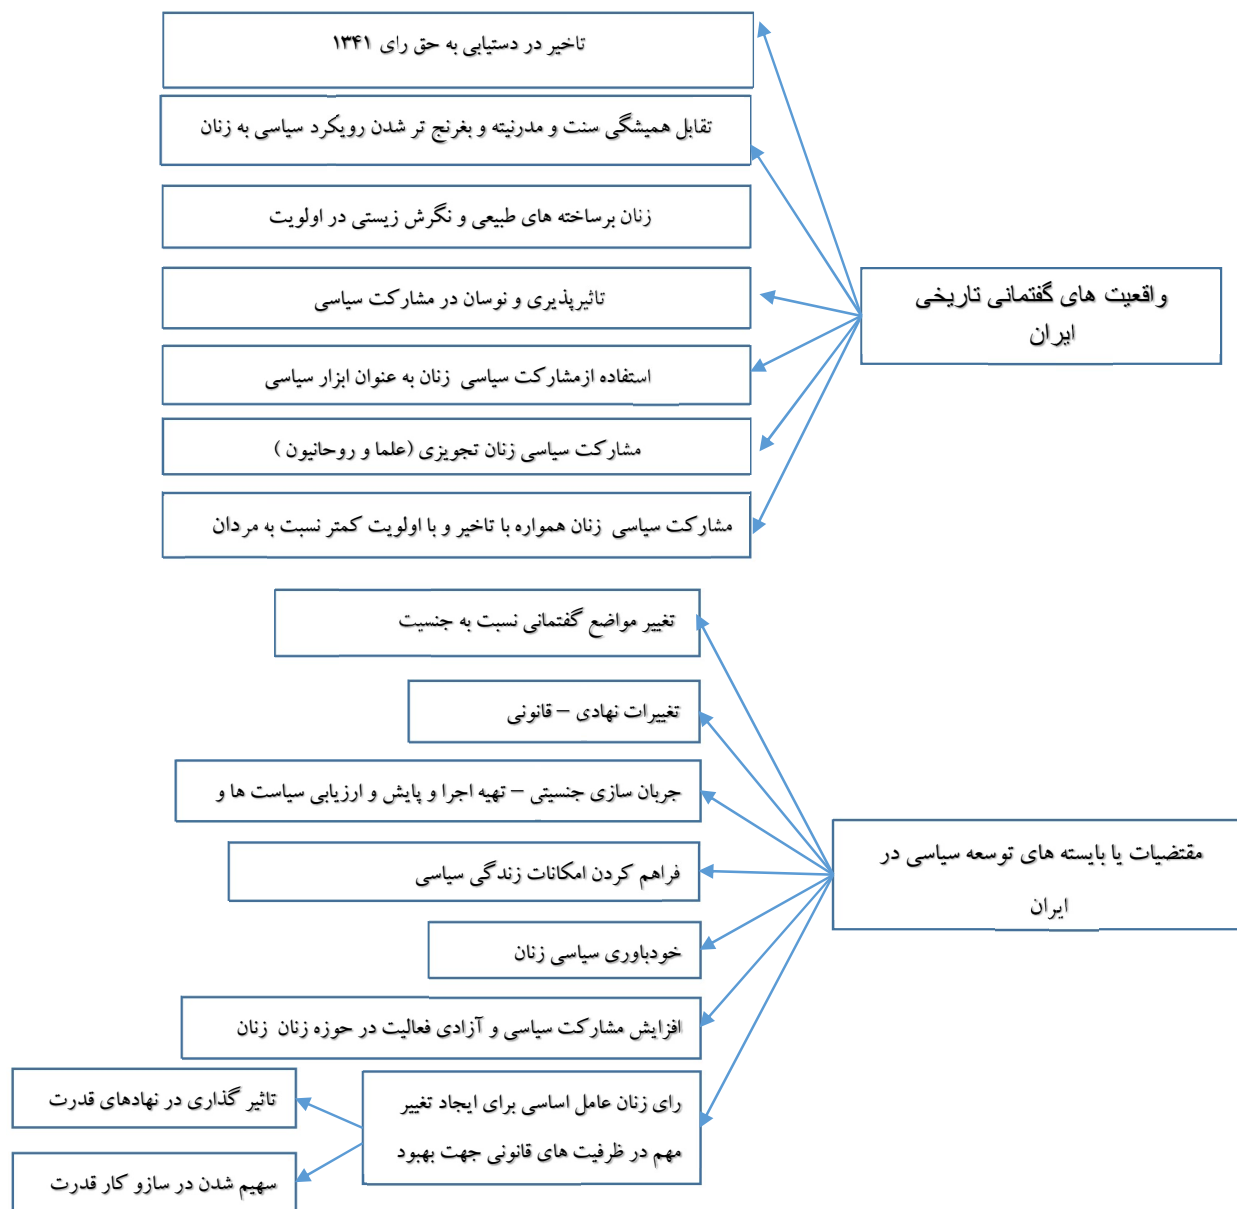 واقعیت های گفتمانی تاریخی
ایران
تاخیر در دستیابی به حق رای ۱۳۴۱
تقابل همیشگی سنت و مدرنیته و بغرنج تر شدن رویکرد سیاسی به زنان
زنان برساخته های طبیعی و نگرش زیستی در اولویت
تاثیرپذیری و نوسان در مشارکت سیاسی
استفاده ازمشارکت سیاسی زنان به عنوان ابزار سیاسی
مشارکت سیاسی زنان تجویزی (علما و روحانیون )
مشارکت سیاسی زنان همواره با تاخیر و با اولویت کمتر نسبت به مردان
مقتضیات یا بایسته های توسعه سیاسی در
ایران
تغییر مواضع گفتمانی نسبت به جنسیت
تغییرات نهادی – قانونی
جریان سازی جنسیتی – تهیه اجرا و پایش و ارزیابی سیاست ها و
فراهم کردن امکانات زندگی سیاسی
خودباوری سیاسی زنان
افزایش مشارکت سیاسی و آزادی فعالیت در حوزه زنان زنان
رای زنان عامل اساسی برای ایجاد تغییر
مهم در ظرفیت های قانونی جهت بهبود
تاثیر گذاری در نهادهای قدرت
سهیم شدن در سازو کار قدرت